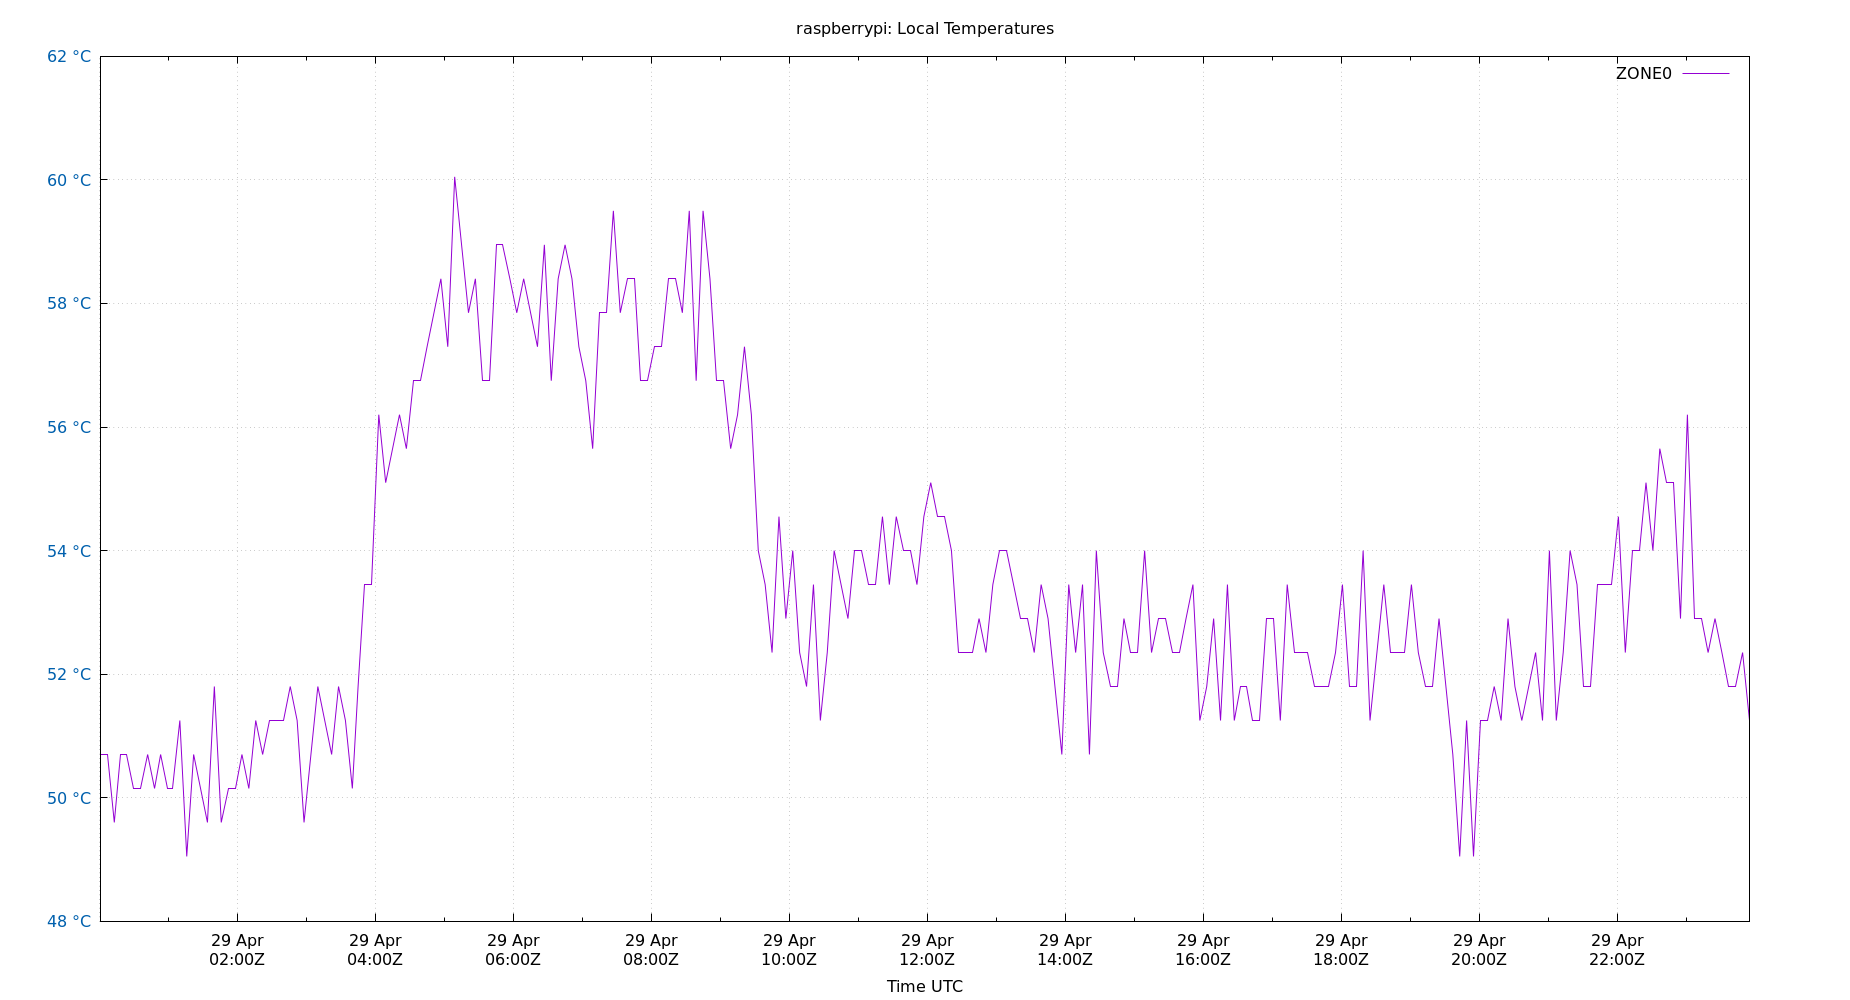 raspberrypi: Local Temperatures
62 °C
ZONE0
60 °C
58 °C
56 °C
54 °C
52 °C
50 °C
48 °C
29 Apr 29 Apr 29 Apr 29 Apr 29 Apr 29 Apr 29 Apr 29 Apr 29 Apr 29 Apr 29 Apr
02:00Z 04:00Z 06:00Z 08:00Z 10:00Z 12:00Z 14:00Z 16:00Z 18:00Z 20:00Z 22:00Z
Time UTC